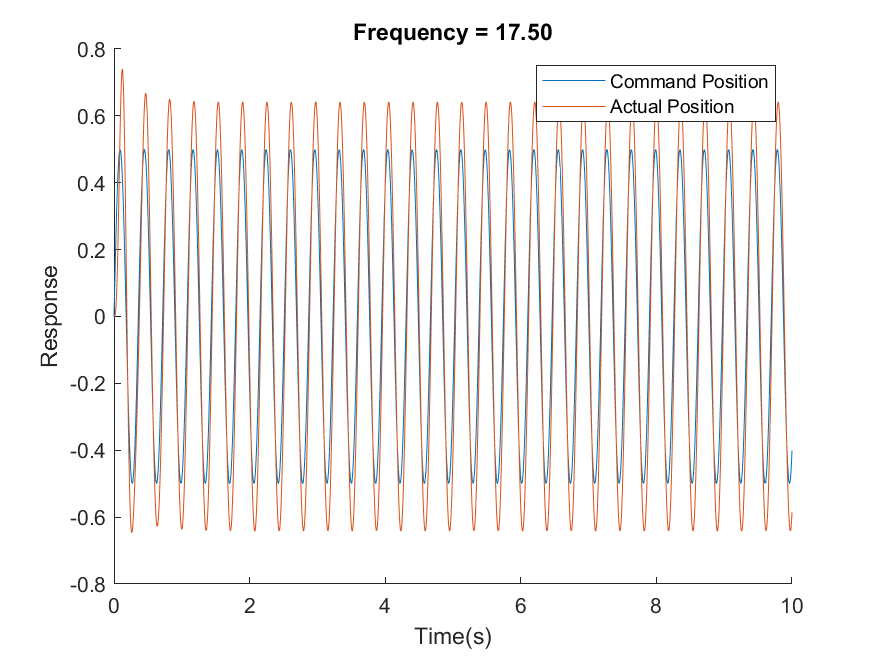 Frequency = 17.50
Command Position
Actual Position
0.8
0.6
0.4
0.2
0
-0.2
-0.4
-0.6
-0.8
Response
0 2 4 6 8 10
Time(s)